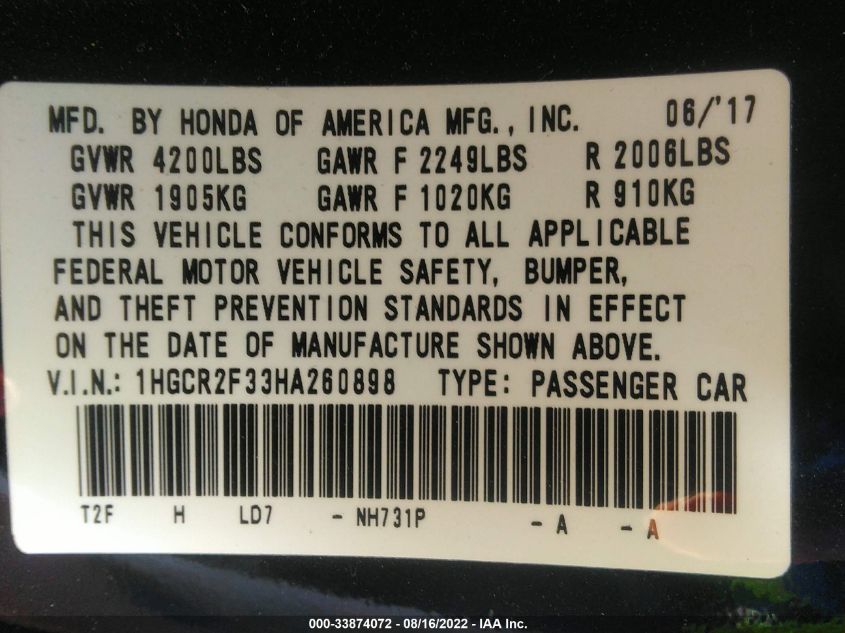 MFD. BY HONDA OF AMERICA MFG., INC. 06/'17
GVWR 4200LBS GAWR F 2249LBS R 2006LBS
GVWR 1905KG GAWR F 1020KG R 910KG
THIS VEHICLE CONFORMS TO ALL APPLICABLE
FEDERAL MOTOR VEHICLE SAFETY, BUMPER,
AND THEFT PREVENTION STANDARDS IN EFFECT
ON THE DATE OF MANUFACTURE SHOWN ABOVE.
V.I.N.: 1HGCR2F33HA260898 TYPE: PASSENGER CAR
T2F H LD7 - NH731P - A - A
000-33874072 - 08/16/2022 - IAA Inc.